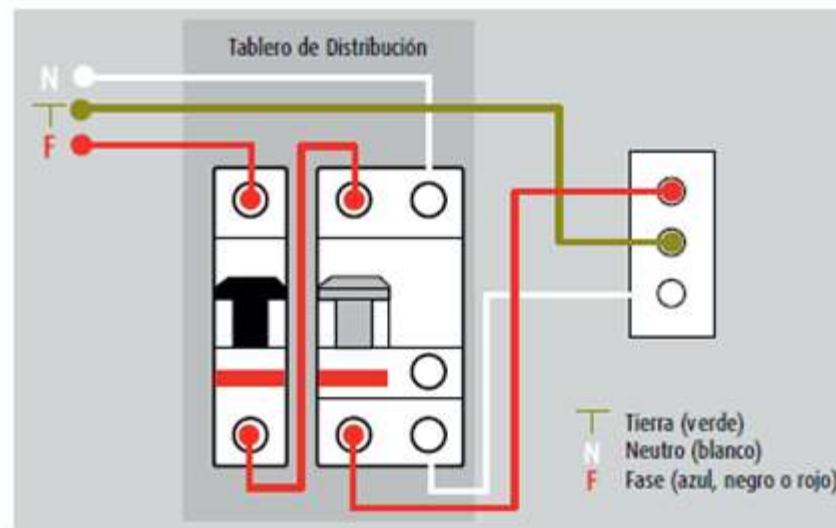 Tablero de Distribución
N
F
Tierra (verde)
N Neutro (blanco)
F Fase (azul, negro o rojo)